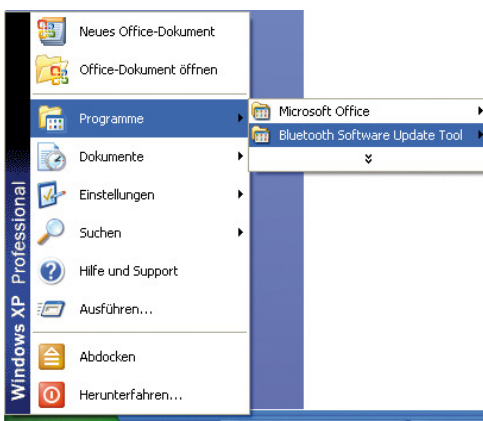 Neues Office-Dokument
Office-Dokument öffnen
Programme
Dokumente
Einstellungen
Suchen
Hilfe und Support
Ausführen...
Abdocken
Herunterfahren...
Windows XP Professional
Microsoft Office
Bluetooth Software Update Tool